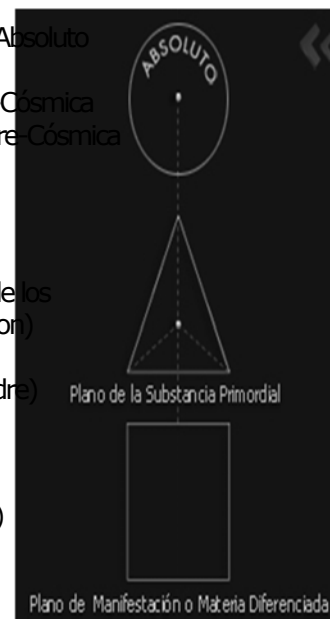 Absoluto
-Cósmica
re-Cósmica
de los
on)
dre)
)
ABSOLUTO
Plano de la Substancia Primordial
Plano de Manifestación o Materia Diferenciada